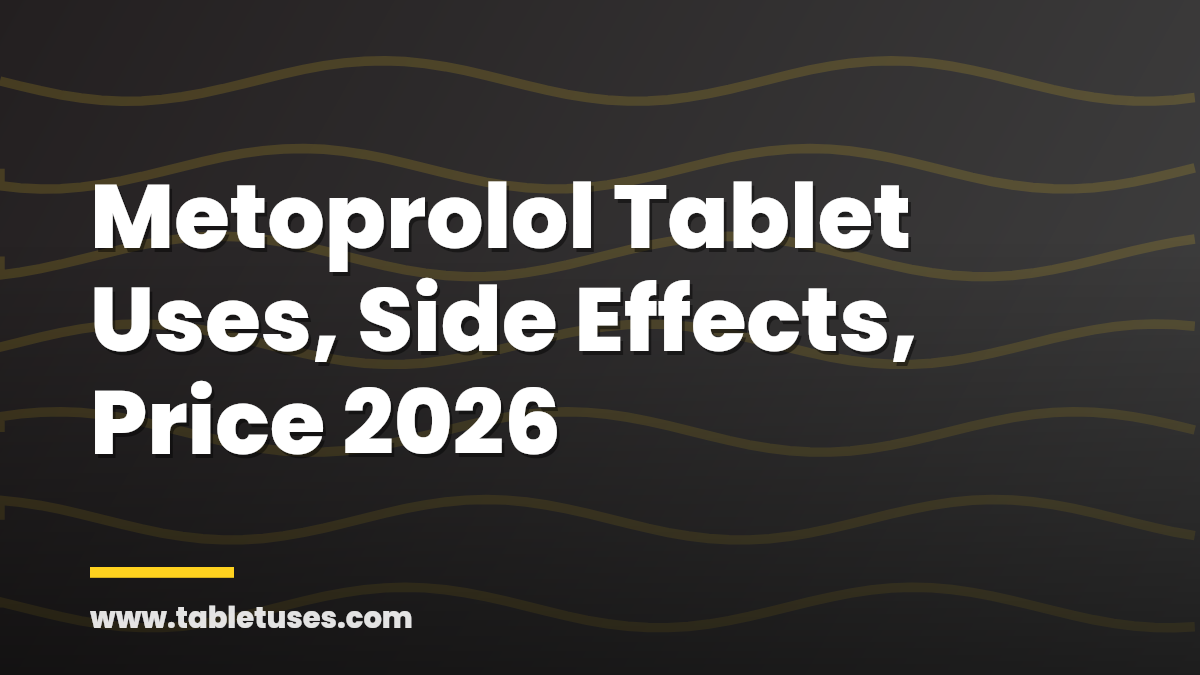 Metoprolol Tablet
Uses, Side Effects,
Price 2026
www.tabletuses.com